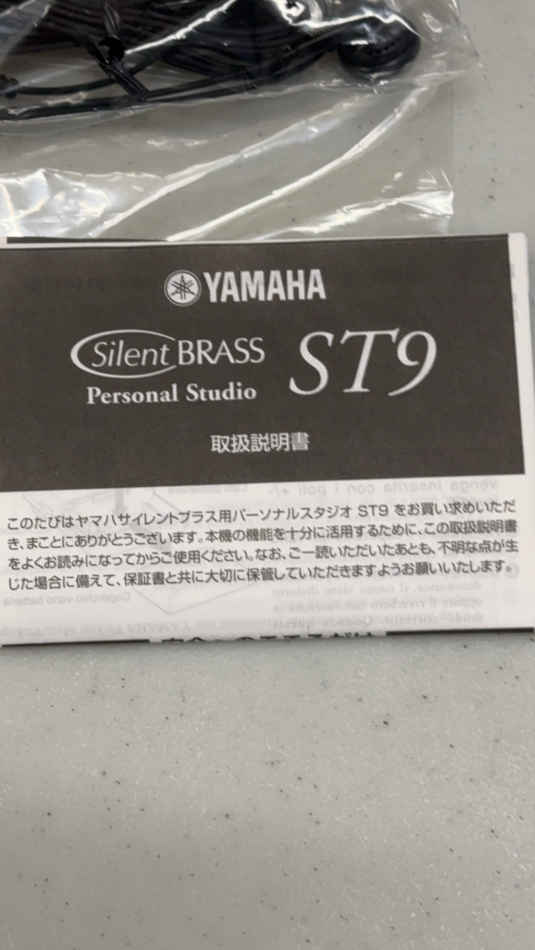 YAMAHA
Silent BRASS
Personal Studio
ST9
取扱説明書
このたびはヤマハサイレントブラス用パーソナルスタジオ ST9 をお買い求めいただ
き、まことにありがとうございます。本機の機能を十分に活用するために、この取扱説明書
をよくお読みになってからご使用ください。なお、ご一読いただいたあとも、不明な点が生
じた場合に備えて、保証書と共に大切に保管していただきますようお願いいたします。